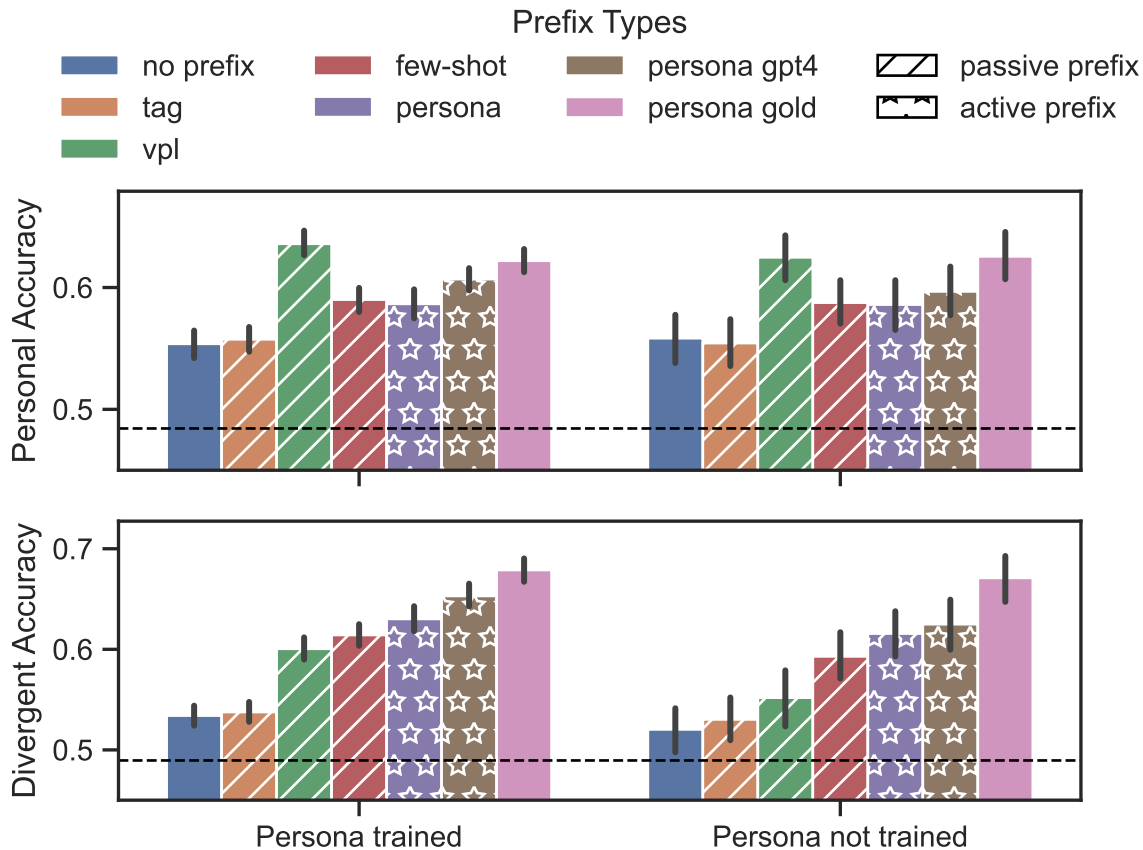 Prefix Types
no prefix few-shot persona gpt4 passive prefix
tag persona persona gold active prefix
vpl
Personal Accuracy
0.6
0.5
Divergent Accuracy
0.7
0.6
0.5
Persona trained Persona not trained